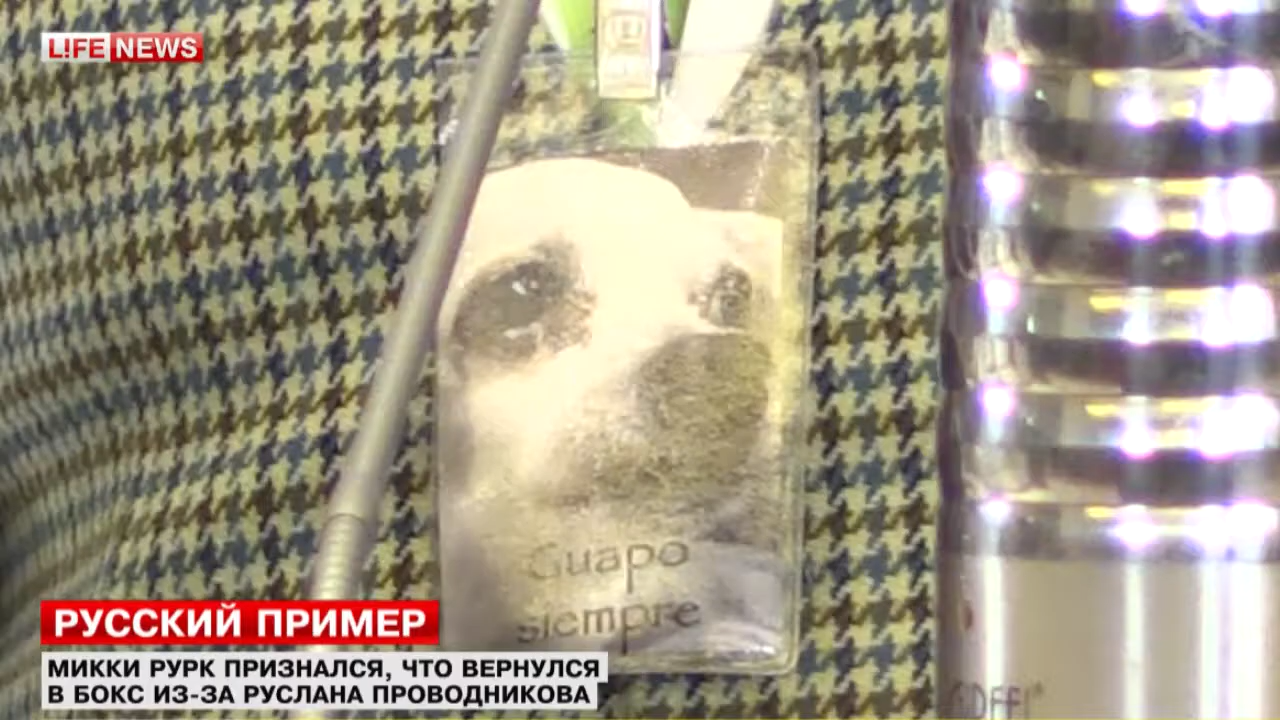 LIFE NEWS
Guapo
siempre
РУССКИЙ ПРИМЕР
МИККИ РУРК ПРИЗНАЛСЯ, ЧТО ВЕРНУЛСЯ
В БОКС ИЗ-ЗА РУСЛАНА ПРОВОДНИКОВА